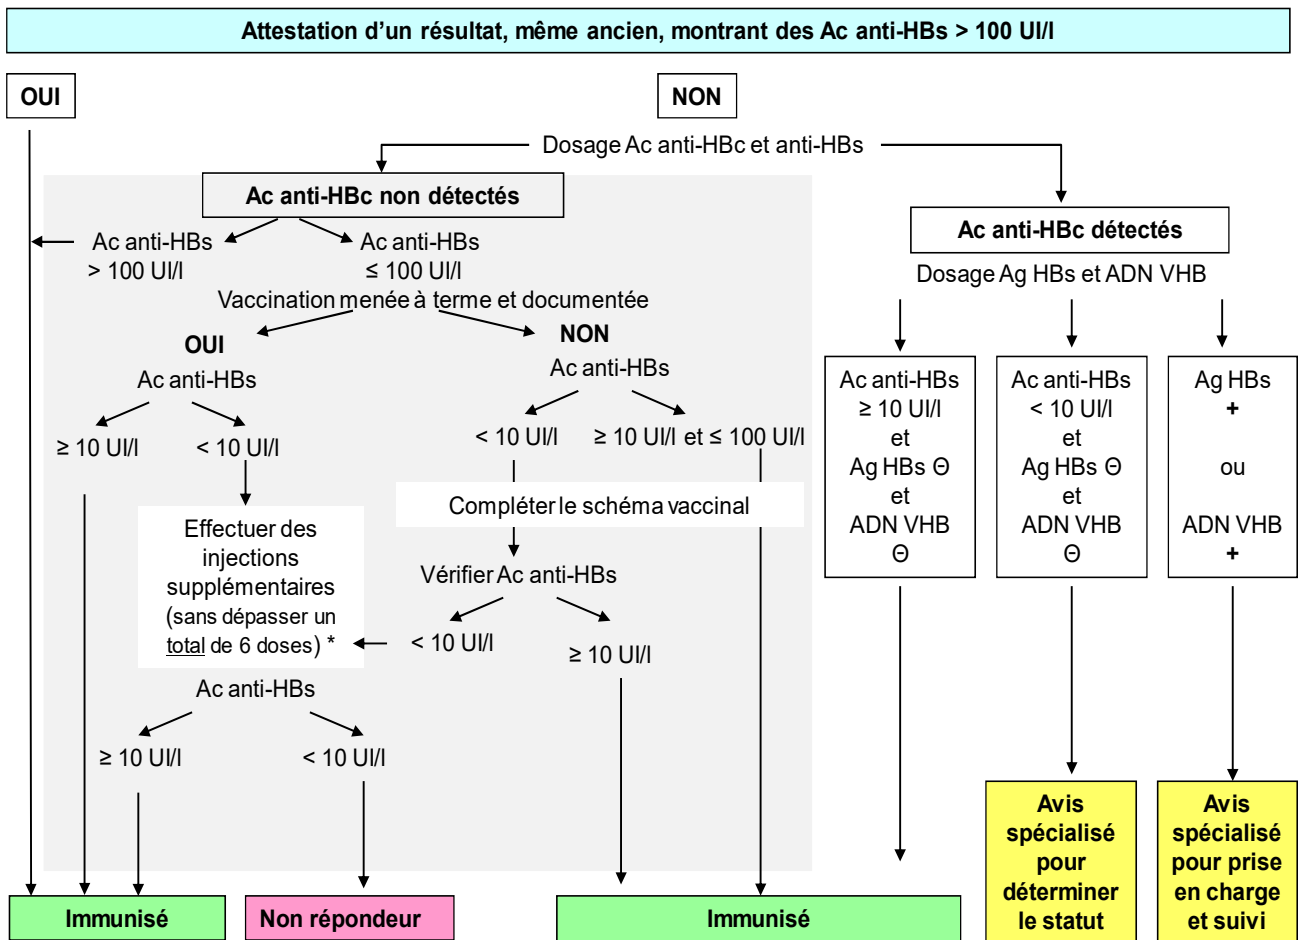 Attestation d'un résultat, même ancien, montrant des Ac anti-HBs > 100 UI/l
OUI
NON
Dosage Ac anti-HBc et anti-HBs
Ac anti-HBc non détectés
Ac anti-HBs
> 100 UI/l
Ac anti-HBs
≤ 100 UI/l
Vaccination menée à terme et documentée
OUI
Ac anti-HBs
≥ 10 UI/l
< 10 UI/l
NON
Ac anti-HBs
< 10 UI/l
≥ 10 UI/l et ≤ 100 UI/l
Effectuer des
injections
supplémentaires
(sans dépasser un
total de 6 doses) *
Compléter le schéma vaccinal
Vérifier Ac anti-HBs
< 10 UI/l
≥ 10 UI/l
Ac anti-HBs
≥ 10 UI/l
< 10 UI/l
Ac anti-HBc détectés
Dosage Ag HBs et ADN VHB
Ac anti-HBs
≥ 10 UI/l
et
Ag HBs Θ
et
ADN VHB
Θ
Ac anti-HBs
< 10 UI/l
et
Ag HBs Θ
et
ADN VHB
Θ
Ag HBs
+
ou
ADN VHB
+
Immunisé
Non répondeur
Immunisé
Avis
spécialisé
pour
déterminer
le statut
Avis
spécialisé
pour prise
en charge
et suivi